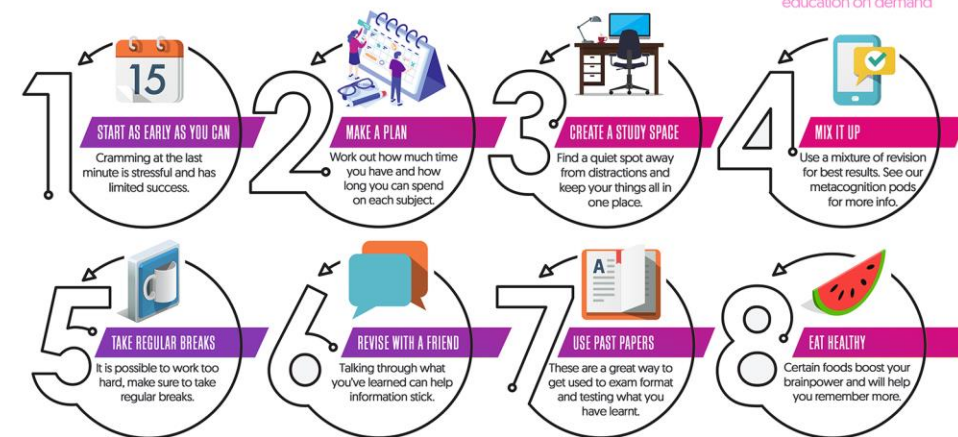 education on demand
15
START AS EARLY AS YOU CAN
Cramming at the last
minute is stressful and has
limited success.
MAKE A PLAN
Work out how much time
you have and how
long you can spend
on each subject.
CREATE A STUDY SPACE
Find a quiet spot away
from distractions and
keep your things all in
one place.
MIX IT UP
Use a mixture of revision
for best results. See our
metacognition pods
for more info.
1
2
3
4
TAKE REGULAR BREAKS
It is possible to work too
hard, make sure to take
regular breaks.
REVISE WITH A FRIEND
Talking through what
you've learned can help
information stick.
A
USE PAST PAPERS
These are a great way to
get used to exam format
and testing what you
have learnt.
EAT HEALTHY
Certain foods boost your
brainpower and will help
you remember more.
5
6
7
8